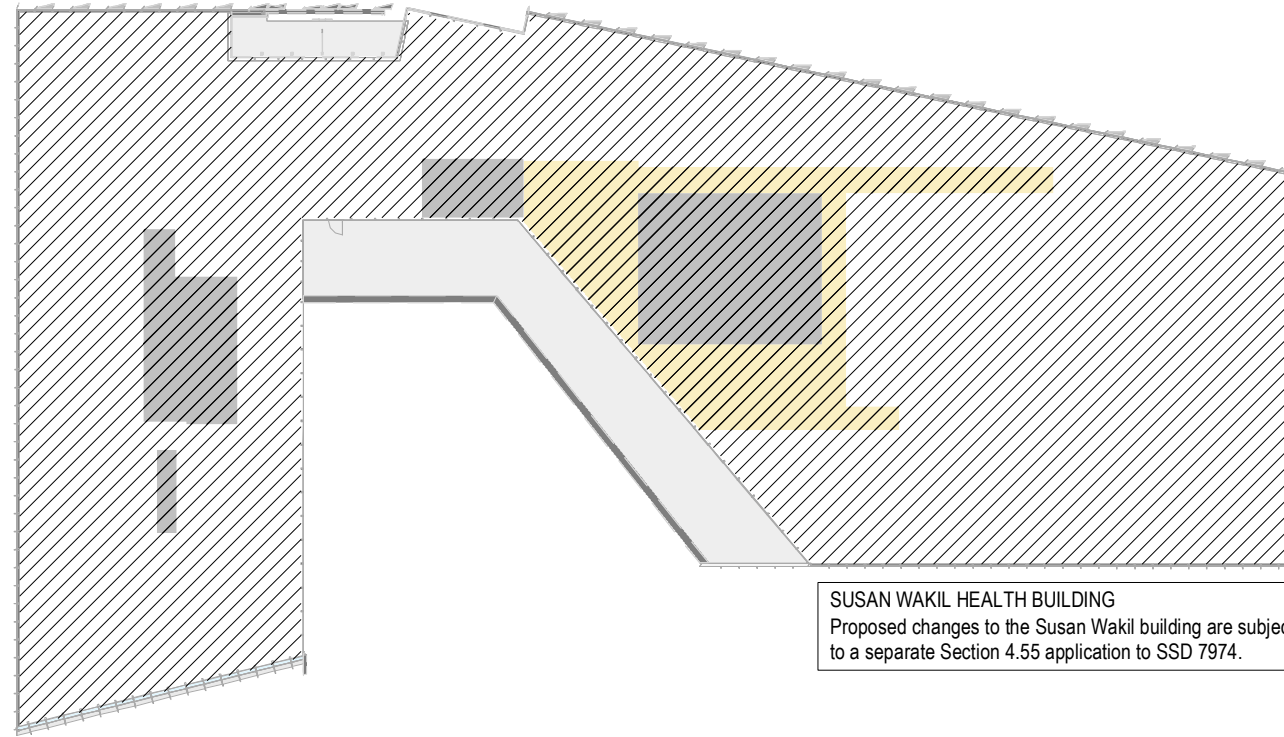 SUSAN WAKIL HEALTH BUILDING
Proposed changes to the Susan Wakil building are subjec
to a separate Section 4.55 application to SSD 7974.